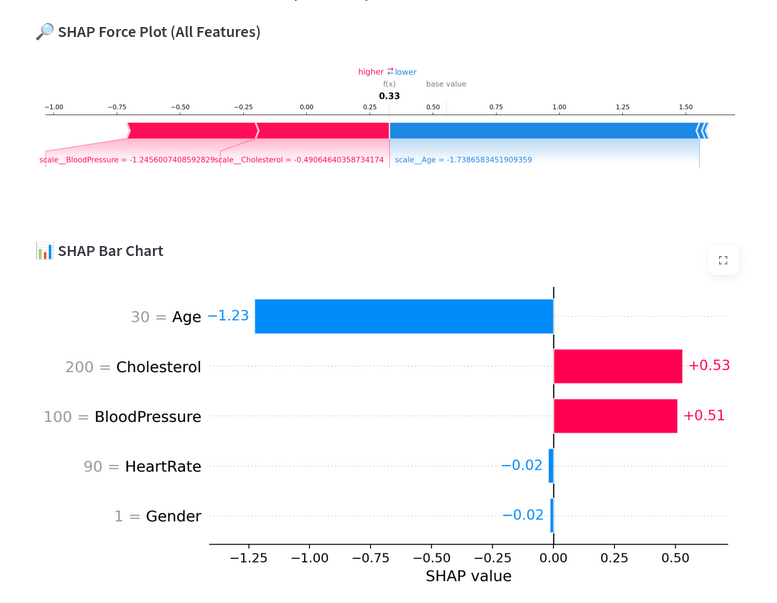 🔎 SHAP Force Plot (All Features)
higher ⇄ lower
f(x) base value
0.33
−1.00 −0.75 −0.50 −0.25 0.00 0.25 0.50 0.75 1.00 1.25 1.50
scale__BloodPressure = -1.2456007408592829 scale__Cholesterol = -0.49064640358734174 scale__Age = -1.7386583451909359
📊 SHAP Bar Chart
30 = Age −1.23
200 = Cholesterol +0.53
100 = BloodPressure +0.51
90 = HeartRate −0.02
1 = Gender −0.02
−1.25 −1.00 −0.75 −0.50 −0.25 0.00 0.25 0.50
SHAP value